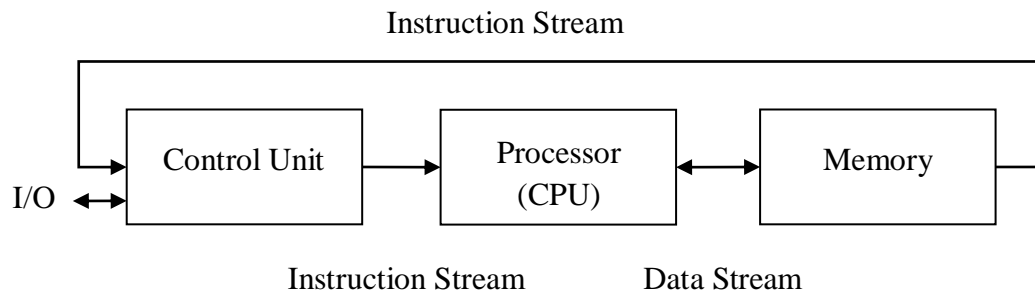 Instruction Stream
Control Unit
Processor
(CPU)
Memory
I/O
Instruction Stream
Data Stream